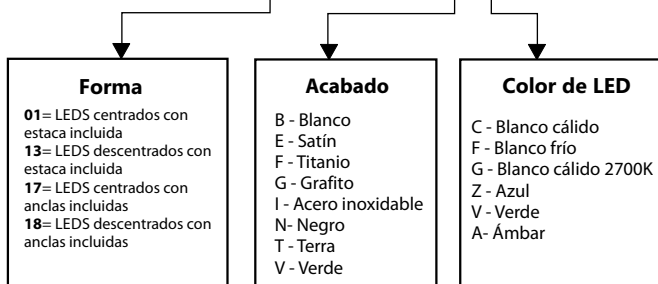 Forma
01= LEDS centrados con
estaca incluida
13= LEDS descentrados con
estaca incluida
17= LEDS centrados con
anclas incluidas
18= LEDS descentrados con
anclas incluidas
Acabado
B - Blanco
E - Satín
F - Titanio
G - Grafito
I - Acero inoxidable
N- Negro
T - Terra
V - Verde
Color de LED
C - Blanco cálido
F - Blanco frío
G - Blanco cálido 2700K
Z - Azul
V - Verde
A- Ámbar